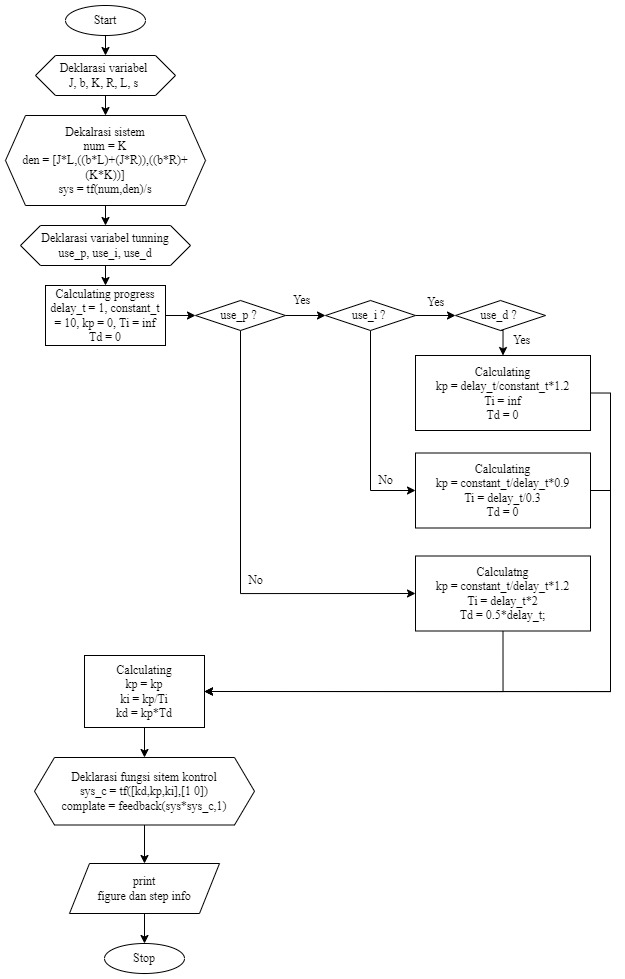 Start
Deklarasi variabel
J, b, K, R, L, s
Dekalrasi sistem
num = K
den = [J*L,((b*L)+(J*R)),((b*R)+
(K*K))]
sys = tf(num,den)/s
Deklarasi variabel tunning
use_p, use_i, use_d
Calculating progress
delay_t = 1, constant_t
= 10, kp = 0, Ti = inf
Td = 0
use_p ?
Yes
use_i ?
Yes
use_d ?
Yes
Calculating
kp = delay_t/constant_t*1.2
Ti = inf
Td = 0
No
Calculating
kp = constant_t/delay_t*0.9
Ti = delay_t/0.3
Td = 0
No
Calculatng
kp = constant_t/delay_t*1.2
Ti = delay_t*2
Td = 0.5*delay_t;
Calculating
kp = kp
ki = kp/Ti
kd = kp*Td
Deklarasi fungsi sitem kontrol
sys_c = tf([kd,kp,ki],[1 0])
complate = feedback(sys*sys_c,1)
print
figure dan step info
Stop